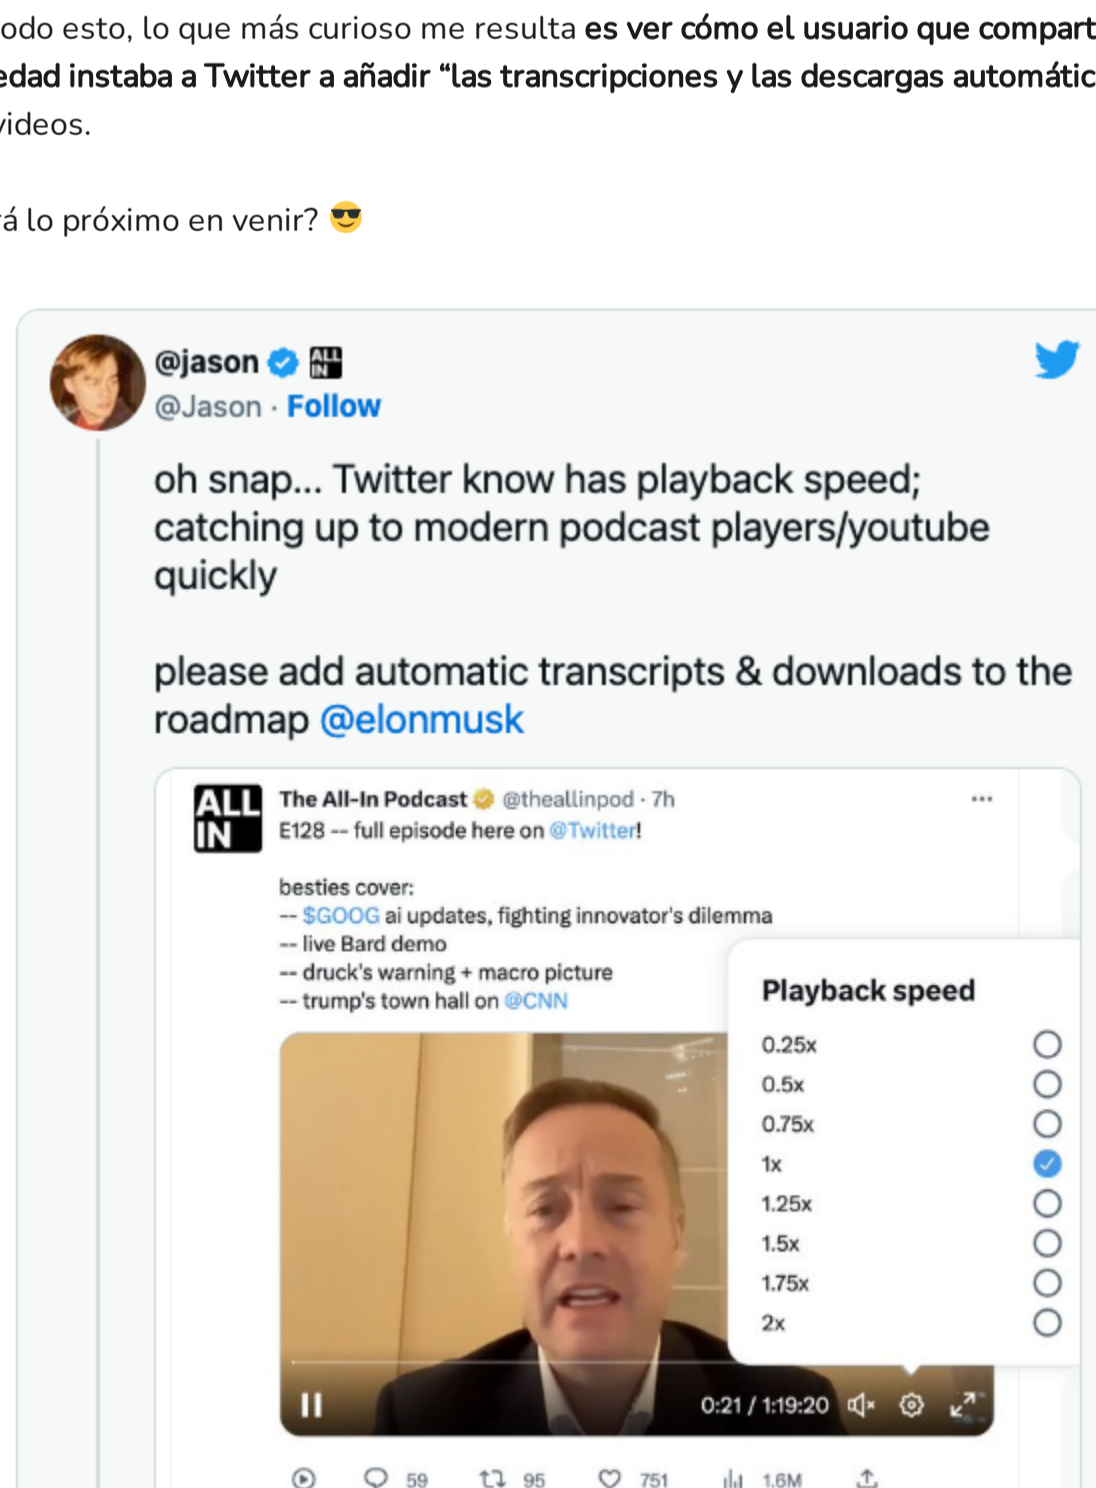 odo esto, lo que más curioso me resulta es ver cómo el usuario que compart
edad instaba a Twitter a añadir “las transcripciones y las descargas automátic
videos.
rá lo próximo en venir? 😎
@jason ALL IN
@Jason · Follow
oh snap... Twitter know has playback speed;
catching up to modern podcast players/youtube
quickly
please add automatic transcripts & downloads to the
roadmap @elonmusk
ALL IN
The All-In Podcast @theallinpod · 7h
E128 -- full episode here on @Twitter!
besties cover:
-- $GOOG ai updates, fighting innovator's dilemma
-- live Bard demo
-- druck's warning + macro picture
-- trump's town hall on @CNN
Playback speed
0.25x
0.5x
0.75x
1x
1.25x
1.5x
1.75x
2x
0:21 / 1:19:20
59 95 751 1.6M